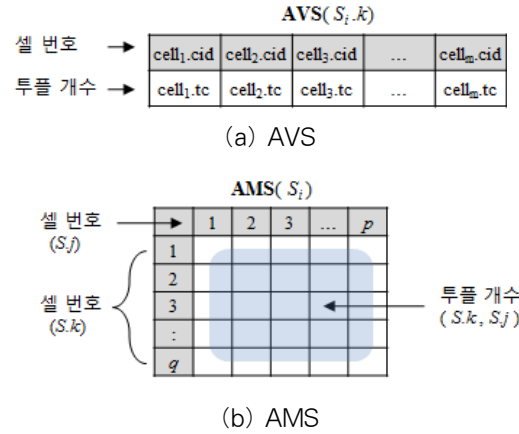 AVS(S_i.k)
셀 번호
cell₁.cid cell₂.cid cell₃.cid ... cellₘ.cid
투플 개수
cell₁.tc cell₂.tc cell₃.tc ... cellₘ.tc
(a) AVS
AMS(S_i)
셀 번호
(S.j)
1 2 3 ... p
1
2
셀 번호
(S.k)
3
:
q
투플 개수
(S.k, S.j)
(b) AMS